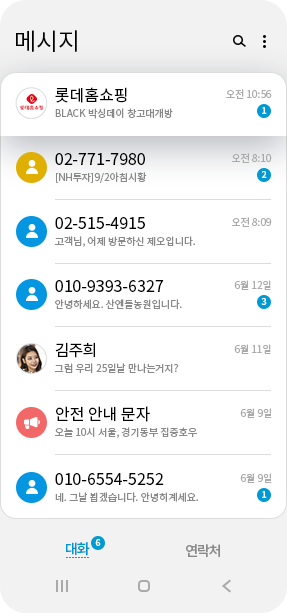 메시지
롯데홈쇼핑
오전 10:56
롯데홈쇼핑
BLACK 박싱데이 창고대개방
1
02-771-7980
오전 8:10
[NH투자]9/2아침시황
2
02-515-4915
오전 8:09
고객님, 어제 방문하신 제오입니다.
010-9393-6327
6월 12일
안녕하세요. 산엔들농원입니다.
3
김주희
6월 11일
그럼 우리 25일날 만나는거지?
안전 안내 문자
6월 9일
오늘 10시 서울, 경기동부 집중호우
010-6554-5252
6월 9일
네. 그날 뵙겠습니다. 안녕히계세요.
1
대화 6
연락처